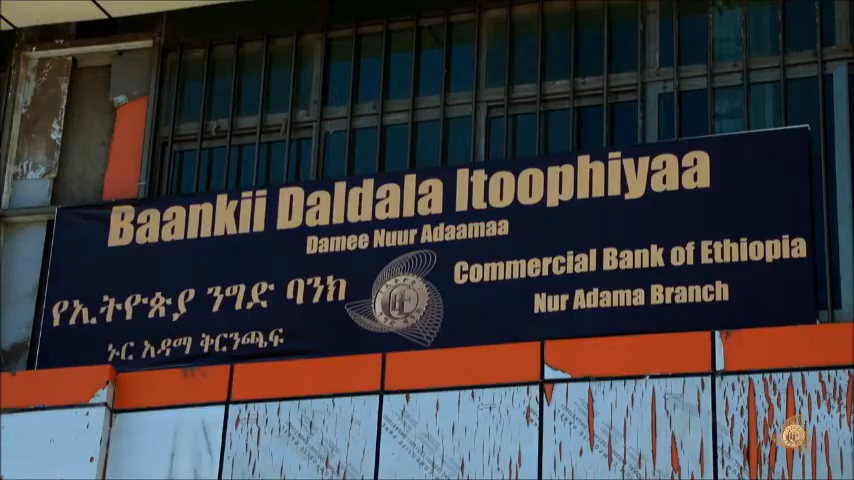 Baankii Daldala Itoophiyaa
Damee Nuur Adaamaa
የኢትዮጵያ ንግድ ባንክ
ኑር አዳማ ቅርንጫፍ
Commercial Bank of Ethiopia
Nur Adama Branch